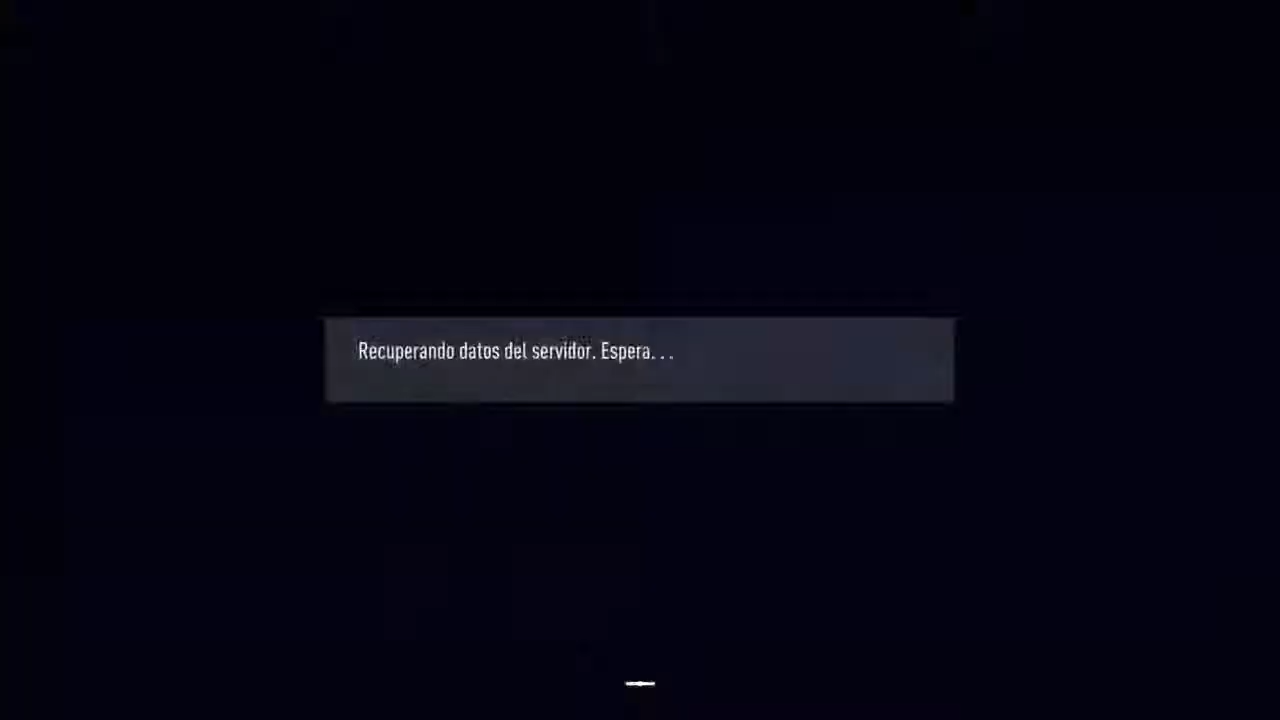 Recuperando datos del servidor. Espera. . .